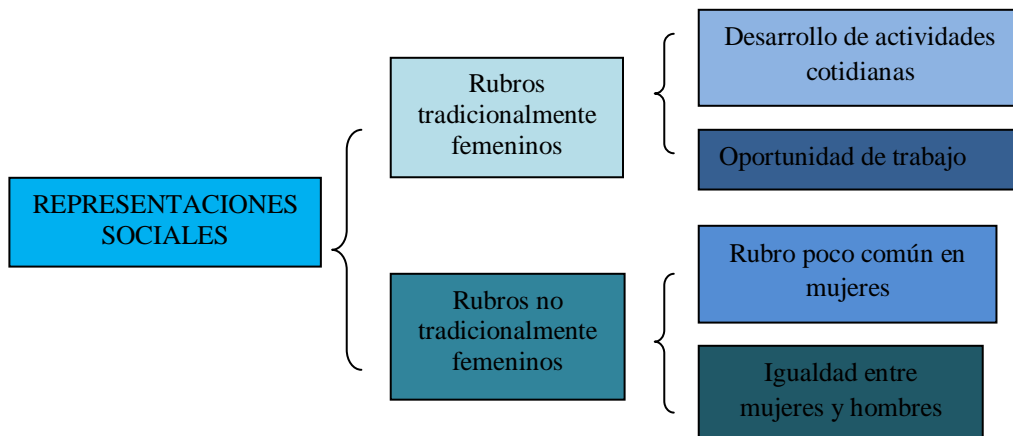 REPRESENTACIONES
SOCIALES
Rubros
tradicionalmente
femeninos
Desarrollo de actividades
cotidianas
Oportunidad de trabajo
Rubros no
tradicionalmente
femeninos
Rubro poco común en
mujeres
Igualdad entre
mujeres y hombres